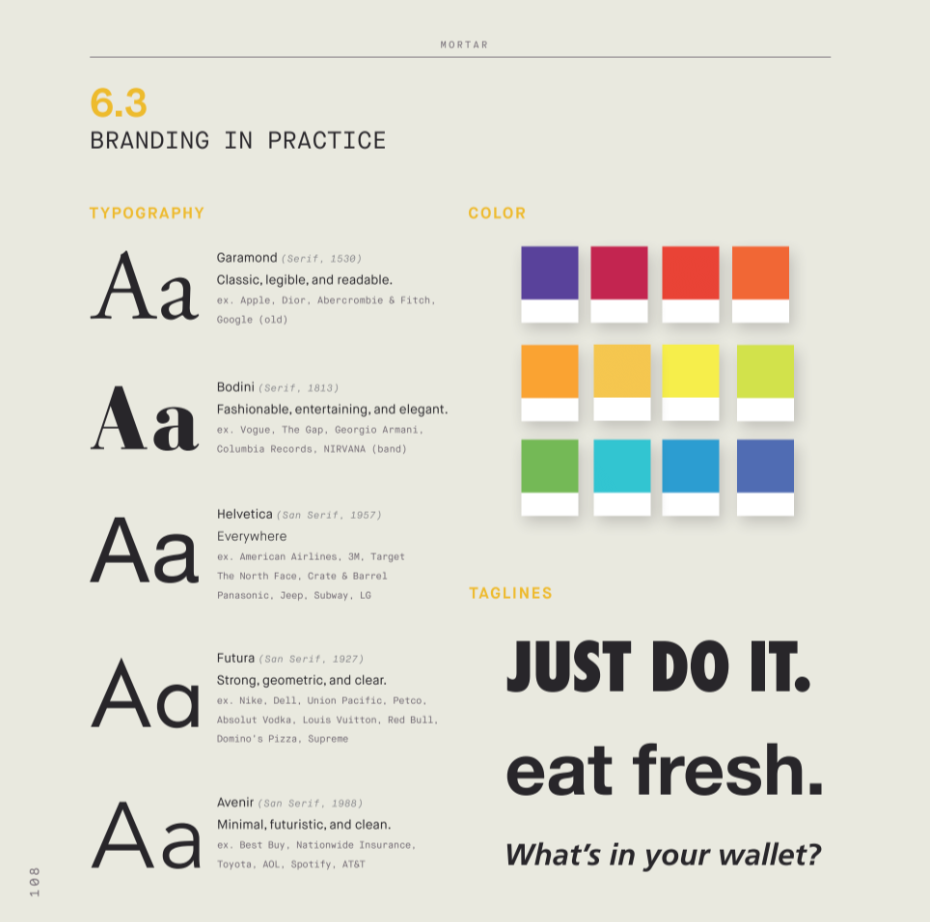 MORTAR
6.3
BRANDING IN PRACTICE
TYPOGRAPHY
Aa
Garamond (Serif, 1530)
Classic, legible, and readable.
ex. Apple, Dior, Abercrombie & Fitch,
Google (old)
Aa
Bodini (Serif, 1813)
Fashionable, entertaining, and elegant.
ex. Vogue, The Gap, Georgio Armani,
Columbia Records, NIRVANA (band)
Aa
Helvetica (San Serif, 1957)
Everywhere
ex. American Airlines, 3M, Target
The North Face, Crate & Barrel
Panasonic, Jeep, Subway, LG
Aa
Futura (San Serif, 1927)
Strong, geometric, and clear.
ex. Nike, Dell, Union Pacific, Petco,
Absolut Vodka, Louis Vuitton, Red Bull,
Domino's Pizza, Supreme
Aa
Avenir (San Serif, 1988)
Minimal, futuristic, and clean.
ex. Best Buy, Nationwide Insurance,
Toyota, AOL, Spotify, AT&T
COLOR
TAGLINES
JUST DO IT.
eat fresh.
What's in your wallet?
108